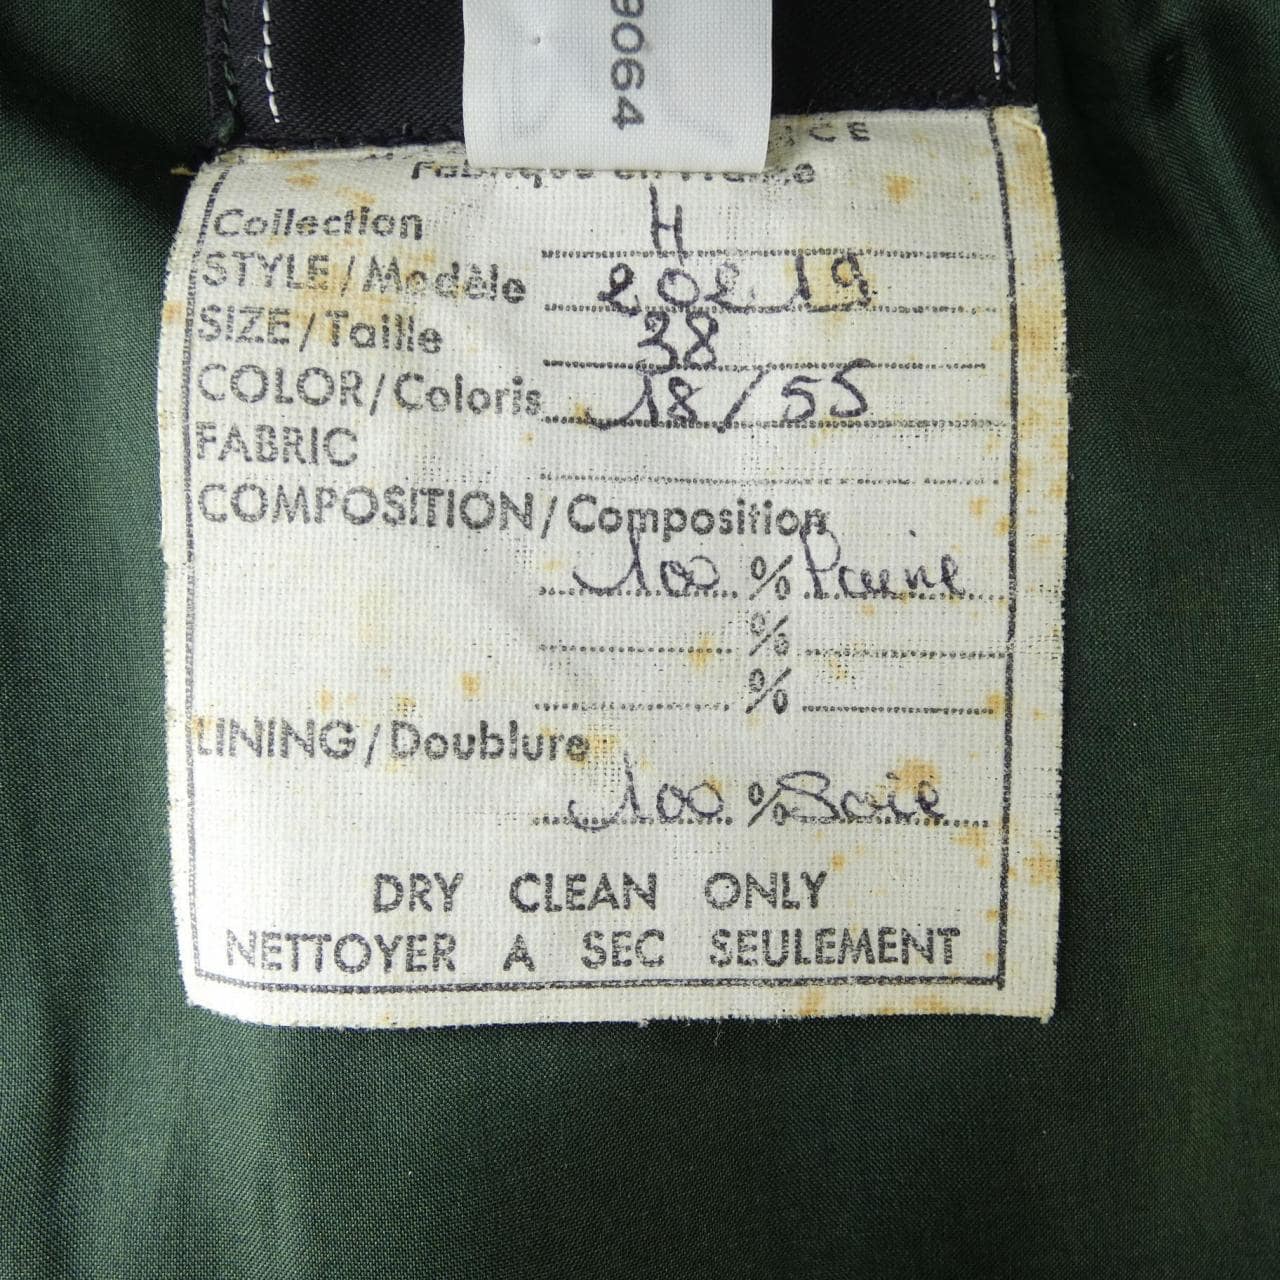 9064
Fabriqué en France
Collection H
STYLE/Modèle 20219
SIZE/Taille 38
COLOR/Coloris 18/55
FABRIC
COMPOSITION/Composition
100 % Laine
%
%
LINING/Doublure
100 % Soie
DRY CLEAN ONLY
NETTOYER A SEC SEULEMENT